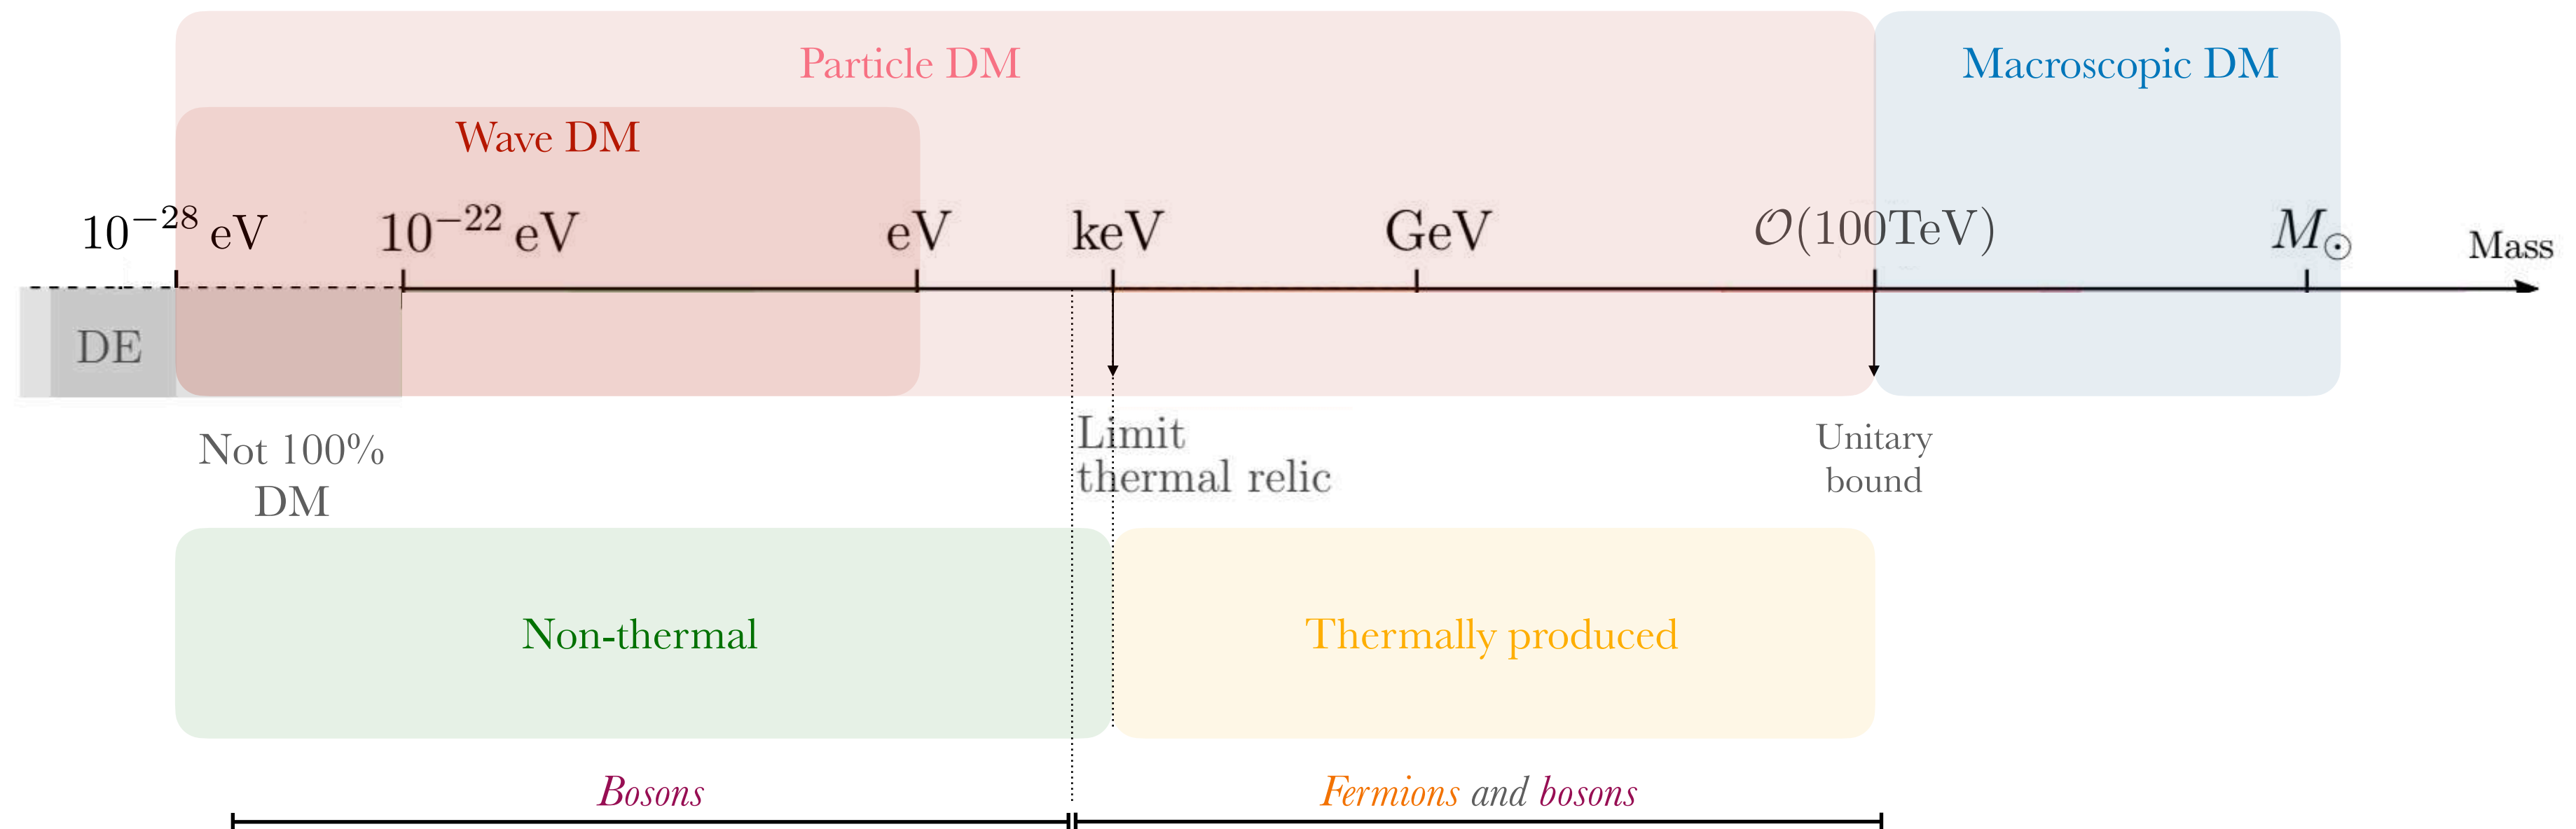 Particle DM
Macroscopic DM
Wave DM
10⁻²⁸ eV
10⁻²² eV
eV
keV
GeV
𝒪(100TeV)
M☉
Mass
DE
Not 100%
DM
Limit
thermal relic
Unitary
bound
Non-thermal
Thermally produced
Bosons
Fermions and bosons